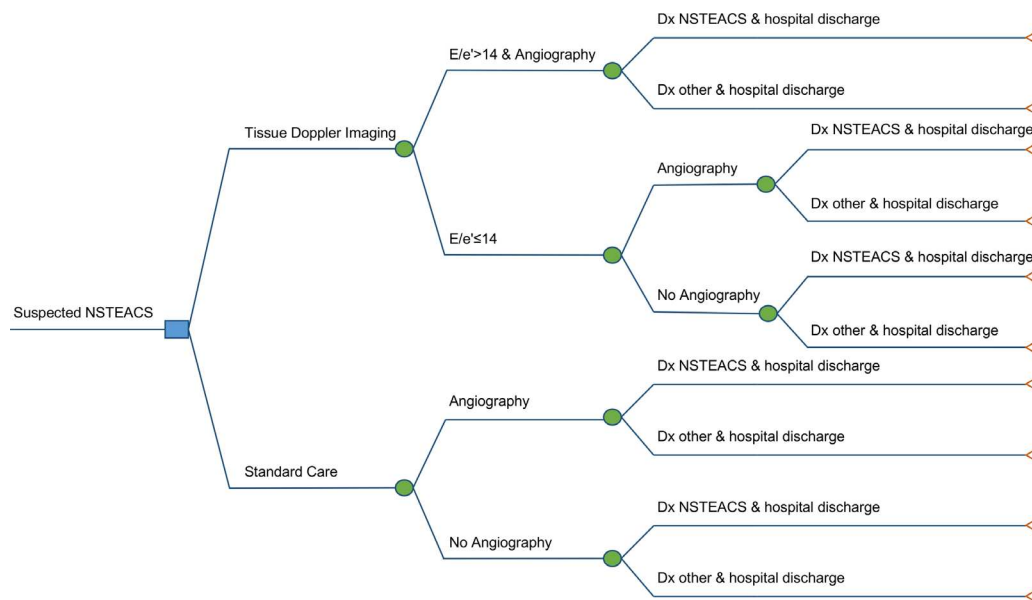 Dx NSTEACS & hospital discharge
E/e'>14 & Angiography
Dx other & hospital discharge
Tissue Doppler Imaging
Dx NSTEACS & hospital discharge
Angiography
Dx other & hospital discharge
E/e'≤14
Dx NSTEACS & hospital discharge
No Angiography
Dx other & hospital discharge
Suspected NSTEACS
Dx NSTEACS & hospital discharge
Angiography
Dx other & hospital discharge
Standard Care
Dx NSTEACS & hospital discharge
No Angiography
Dx other & hospital discharge